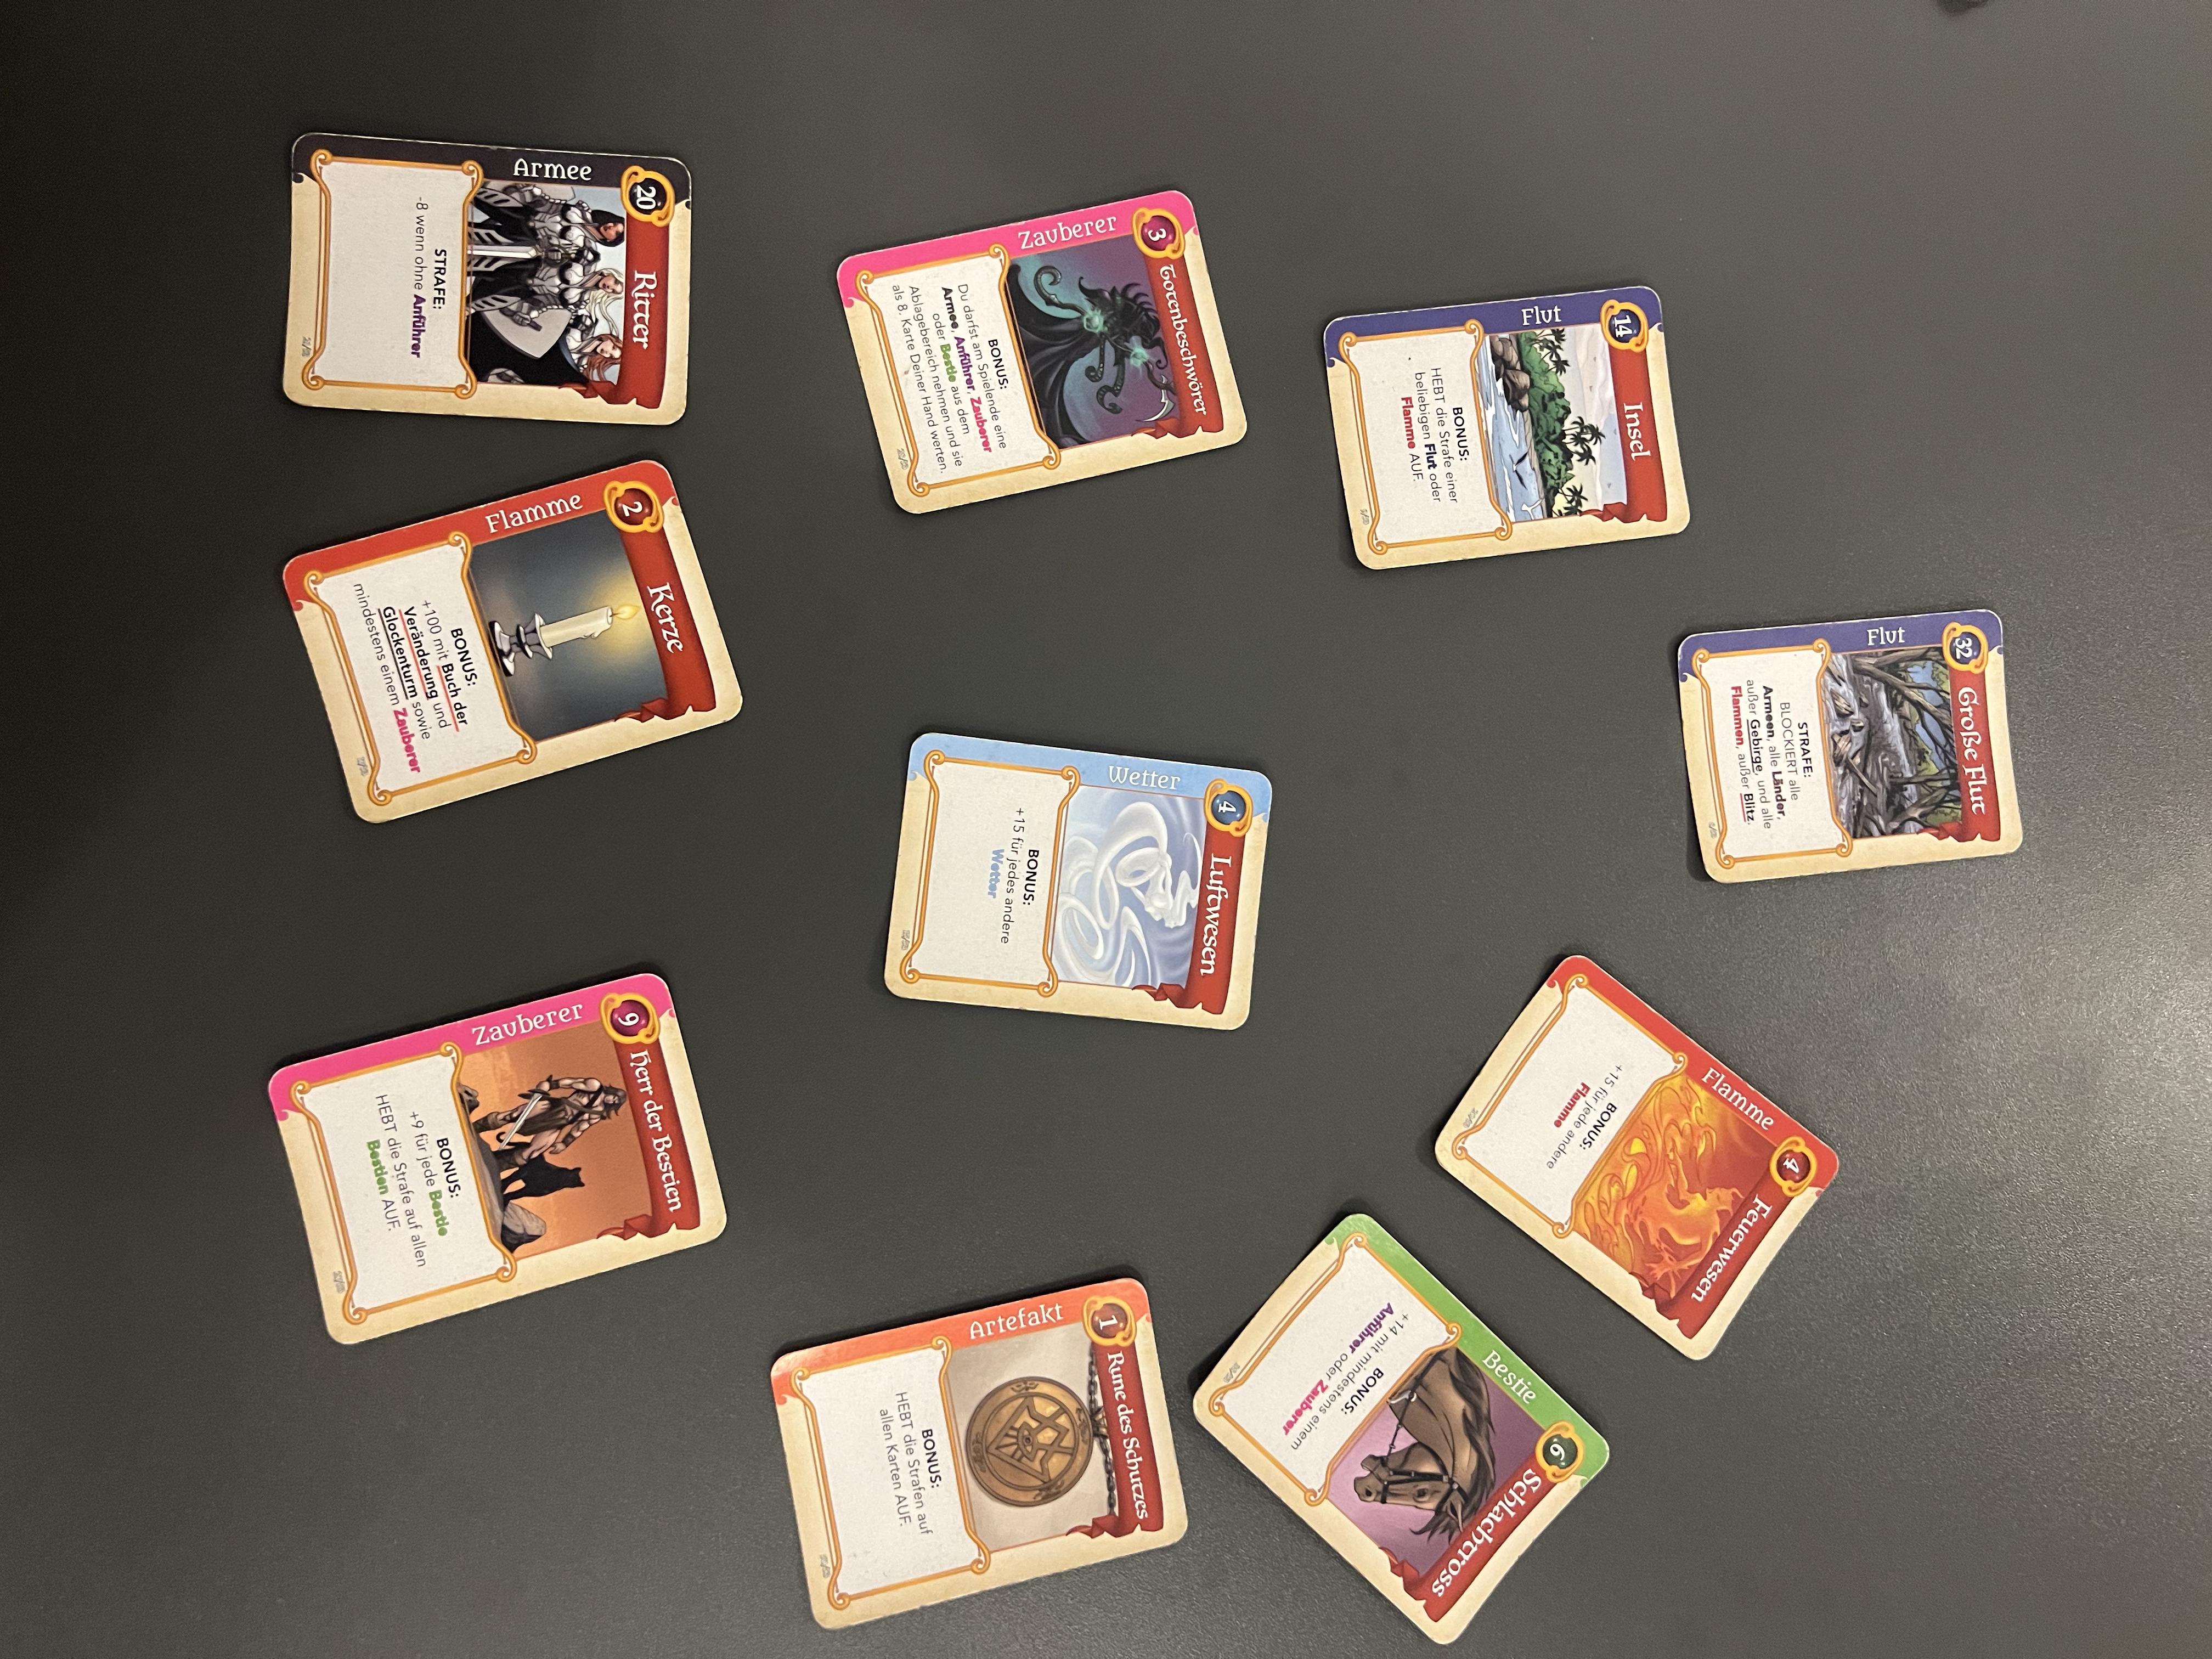 20
Armee
Ritter
STRAFE:
-8 wenn ohne Anführer
3
Zauberer
Totenbeschwörer
BONUS:
Du darfst am Spielende eine
Armee, Anführer, Zauberer
oder Bestie aus dem
Ablagebereich nehmen und sie
als 8. Karte Deiner Hand werten.
14
Flut
Insel
BONUS:
HEBT die Strafe einer
beliebigen Flut oder
Flamme AUF.
32
Flut
Große Flut
STRAFE:
BLOCKIERT alle
Armeen, alle Länder,
außer Gebirge, und alle
Flammen, außer Blitz.
2
Flamme
Kerze
BONUS:
+100 mit Buch der
Veränderung und
Glockenturm sowie
mindestens einem Zauberer
4
Wetter
Luftwesen
BONUS:
+15 für jedes andere
Wetter
4
Flamme
Feuerwesen
BONUS:
+15 für jede andere
Flamme
9
Zauberer
Herr der Bestien
BONUS:
+9 für jede Bestie
HEBT die Strafe auf allen
Bestien AUF.
1
Artefakt
Rune des Schutzes
BONUS:
HEBT die Strafen auf
allen Karten AUF.
6
Bestie
Schlachtross
BONUS:
+14 mit mindestens einem
Anführer oder Zauberer